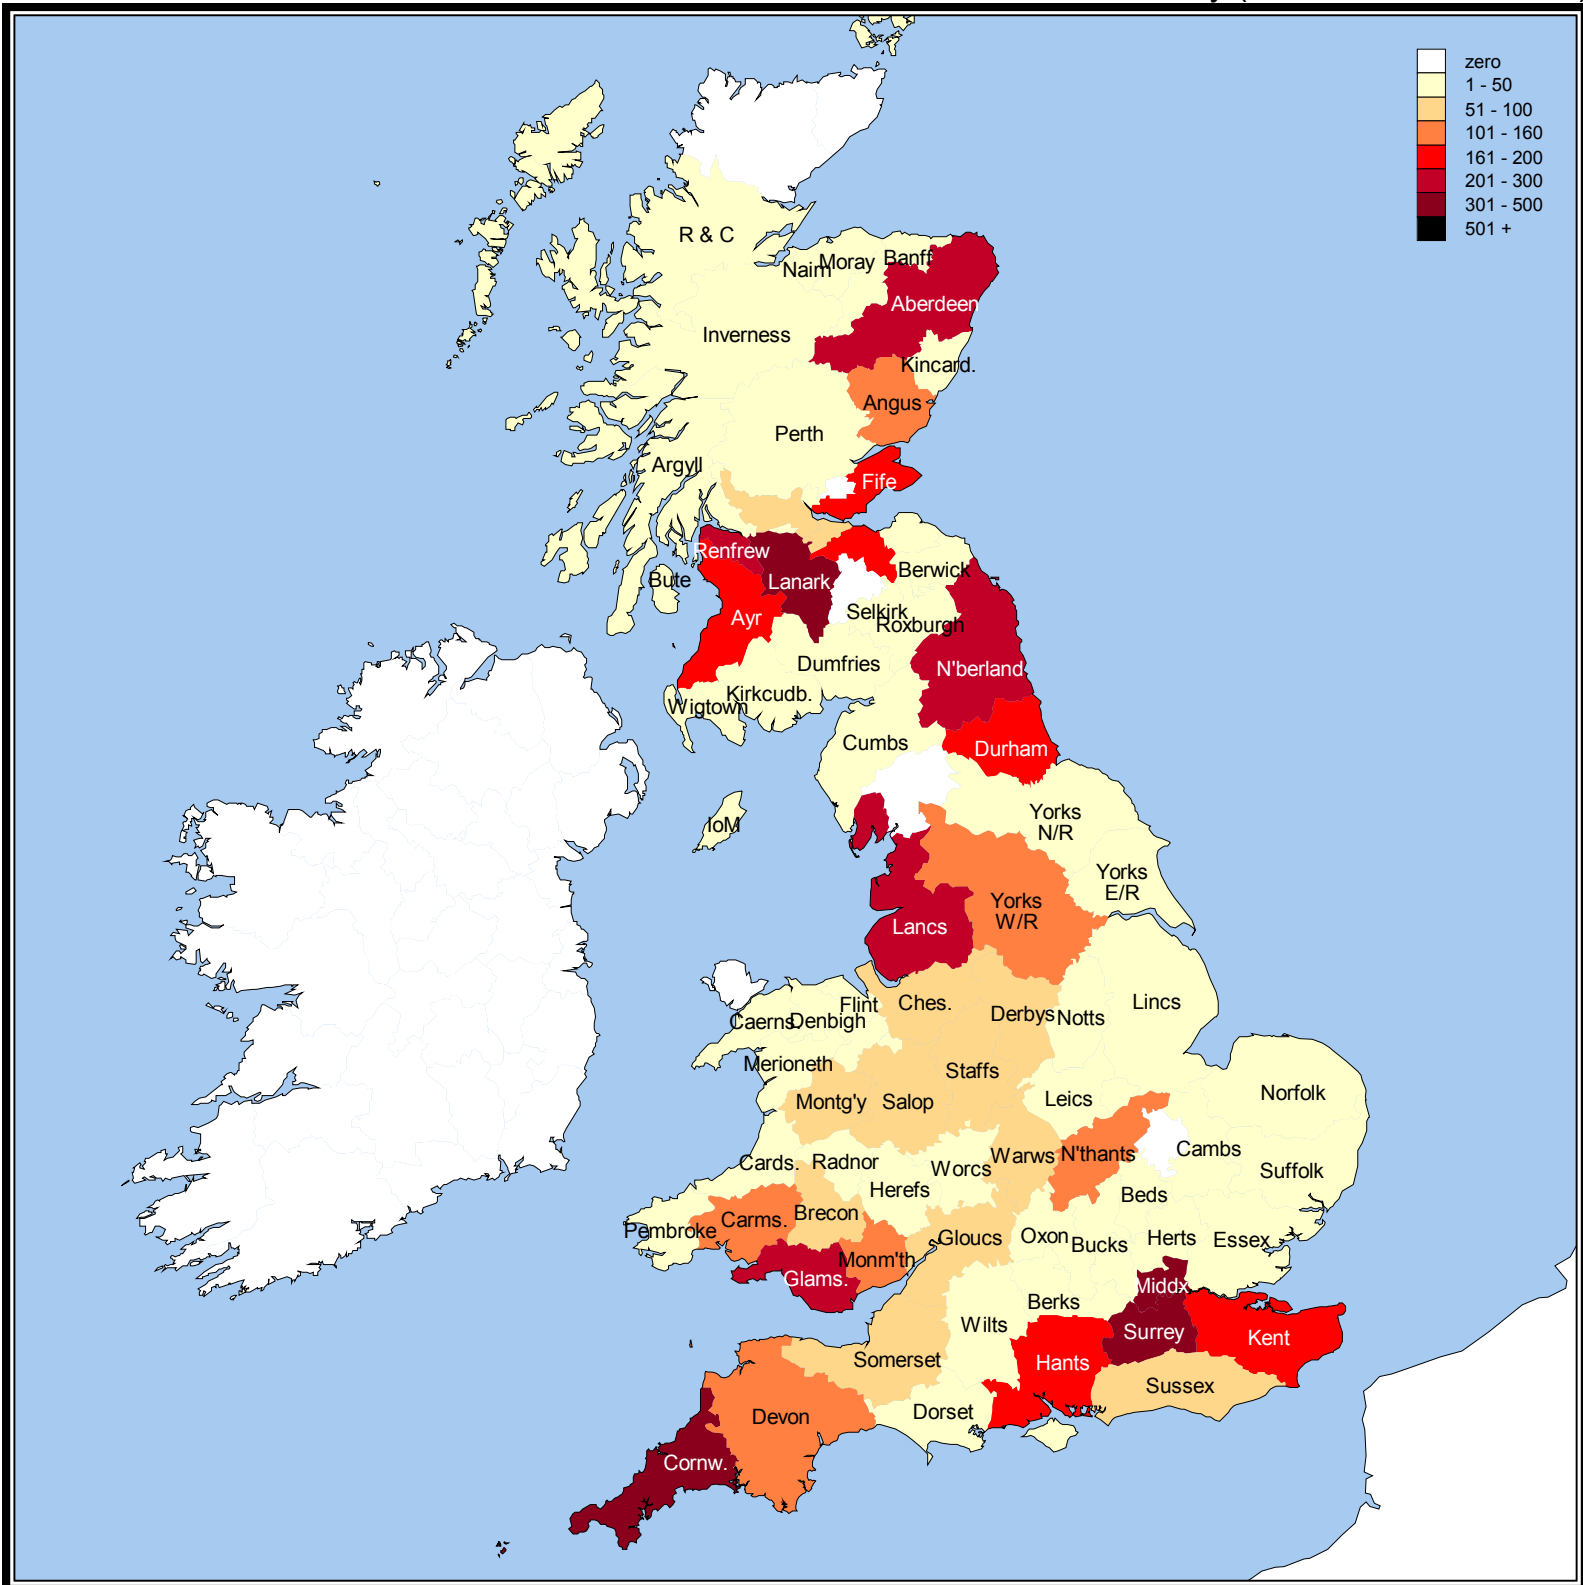 zero
1 - 50
51 - 100
101 - 160
161 - 200
201 - 300
301 - 500
501 +
R & C
Nairn
Moray
Banff
Aberdeen
Inverness
Kincard.
Angus
Perth
Argyll
Fife
Renfrew
Bute
Lanark
Berwick
Ayr
Selkirk
Roxburgh
Dumfries
N'berland
Kirkcudb.
Wigtown
Cumbs
Durham
IoM
Yorks
N/R
Yorks
E/R
Yorks
W/R
Lancs
Flint
Ches.
Derbys
Notts
Lincs
Caerns.
Denbigh
Merioneth
Staffs
Montg'y
Salop
Leics
Norfolk
Cards.
Radnor
Worcs
Warws
N'thants
Cambs
Suffolk
Herefs
Beds
Pembroke
Carms.
Brecon
Gloucs
Oxon
Bucks
Herts
Essex
Monm'th
Glams.
Middx
Berks
Wilts
Surrey
Kent
Somerset
Hants
Sussex
Devon
Dorset
Cornw.